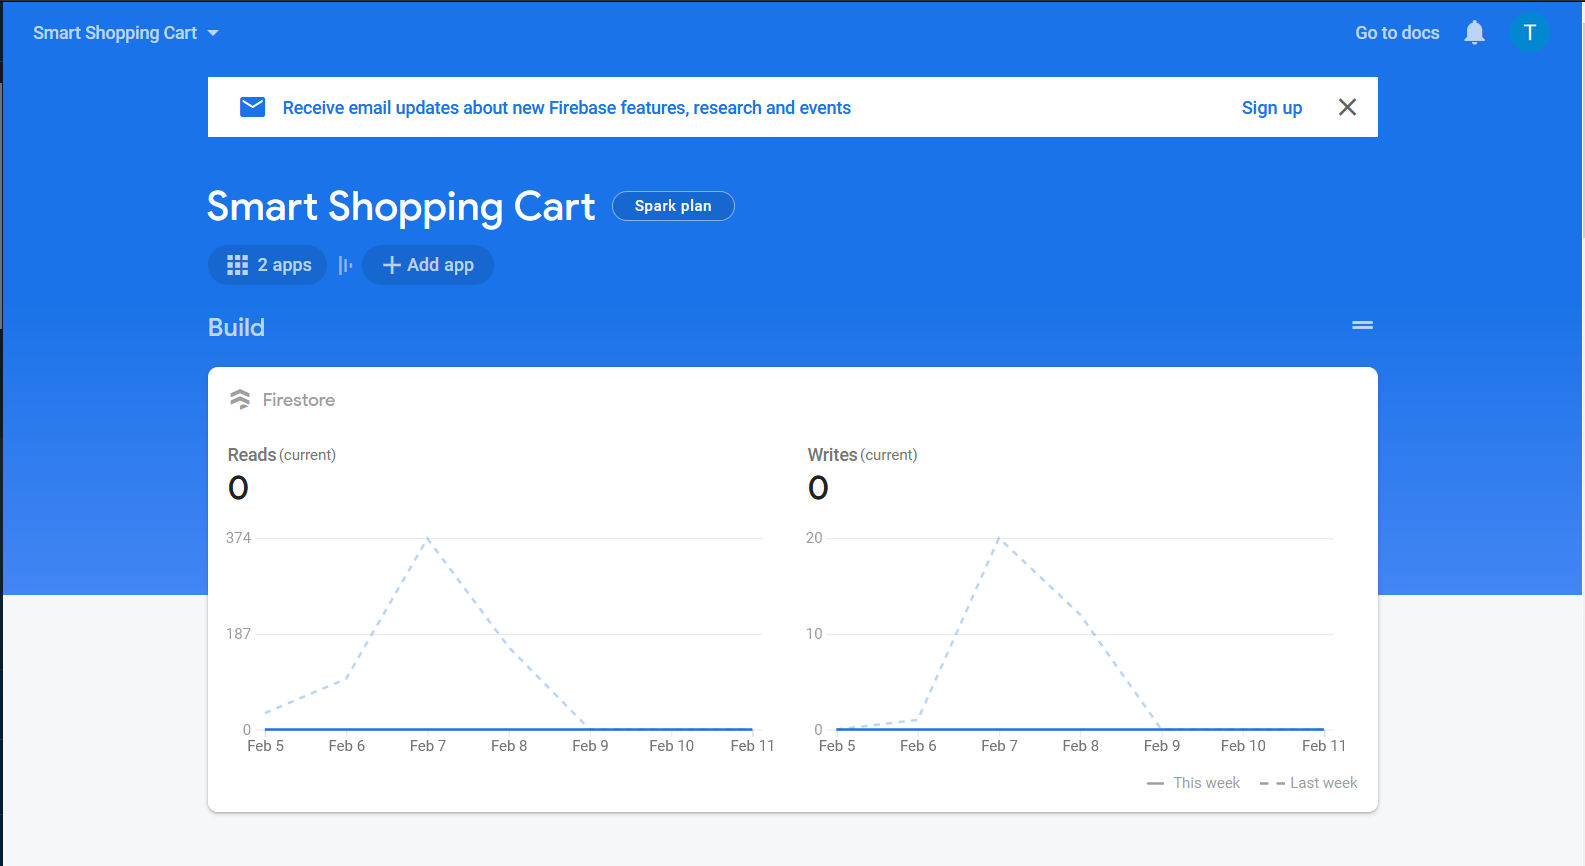 Smart Shopping Cart
Go to docs
T
Receive email updates about new Firebase features, research and events
Sign up
Smart Shopping Cart
Spark plan
2 apps
Add app
Build
Firestore
Reads (current)
0
374
187
0
Feb 5 Feb 6 Feb 7 Feb 8 Feb 9 Feb 10 Feb 11
Writes (current)
0
20
10
0
Feb 5 Feb 6 Feb 7 Feb 8 Feb 9 Feb 10 Feb 11
This week Last week